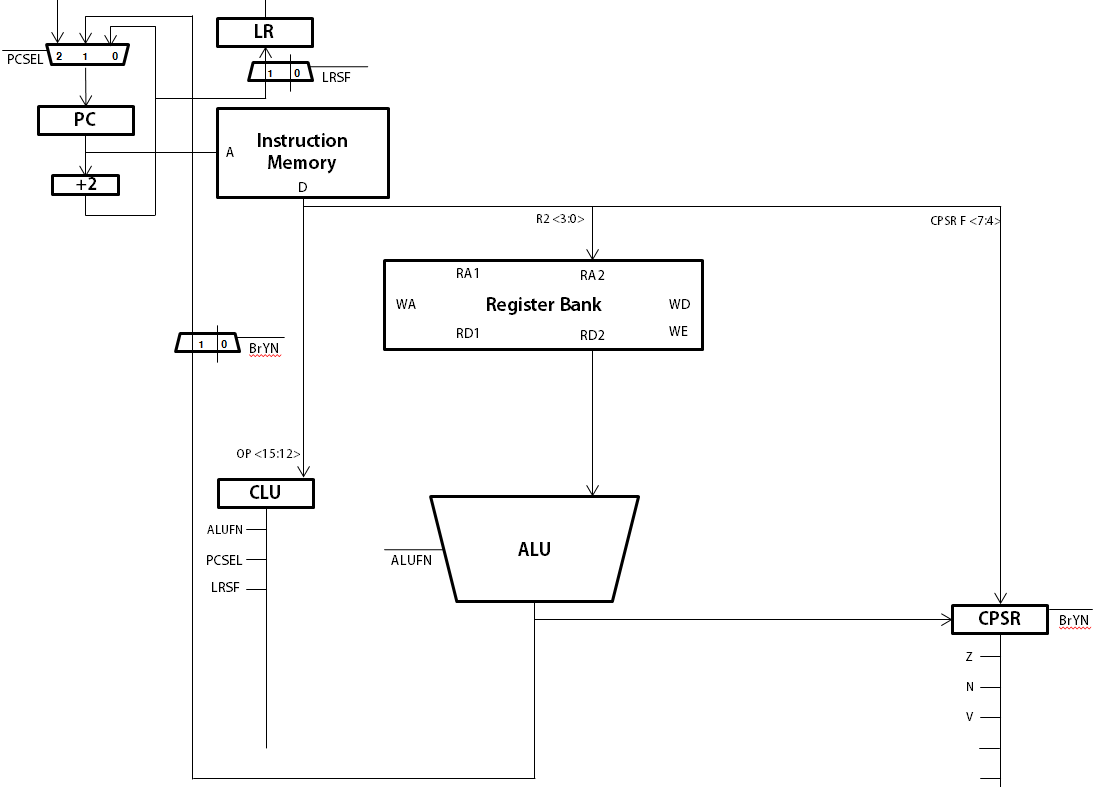 LR
PCSEL
2 1 0
1 0
LRSF
PC
A
Instruction
Memory
D
+2
R2 <3:0>
CPSR F <7:4>
RA1
RA2
WA
Register Bank
WD
RD1
RD2
WE
1 0
BrYN
OP <15:12>
CLU
ALUFN
PCSEL
LRSF
ALU
ALUFN
CPSR
BrYN
Z
N
V